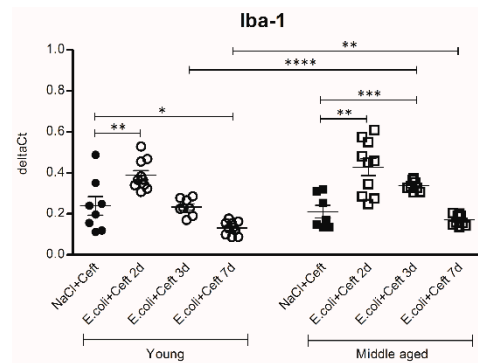 Iba-1
**
****
*
**
***
**
deltaCt
1.0
0.8
0.6
0.4
0.2
0.0
NaCl+Ceft
E.coli+Ceft 2d
E.coli+Ceft 3d
E.coli+Ceft 7d
NaCl+Ceft
E.coli+Ceft 2d
E.coli+Ceft 3d
E.coli+Ceft 7d
Young
Middle aged